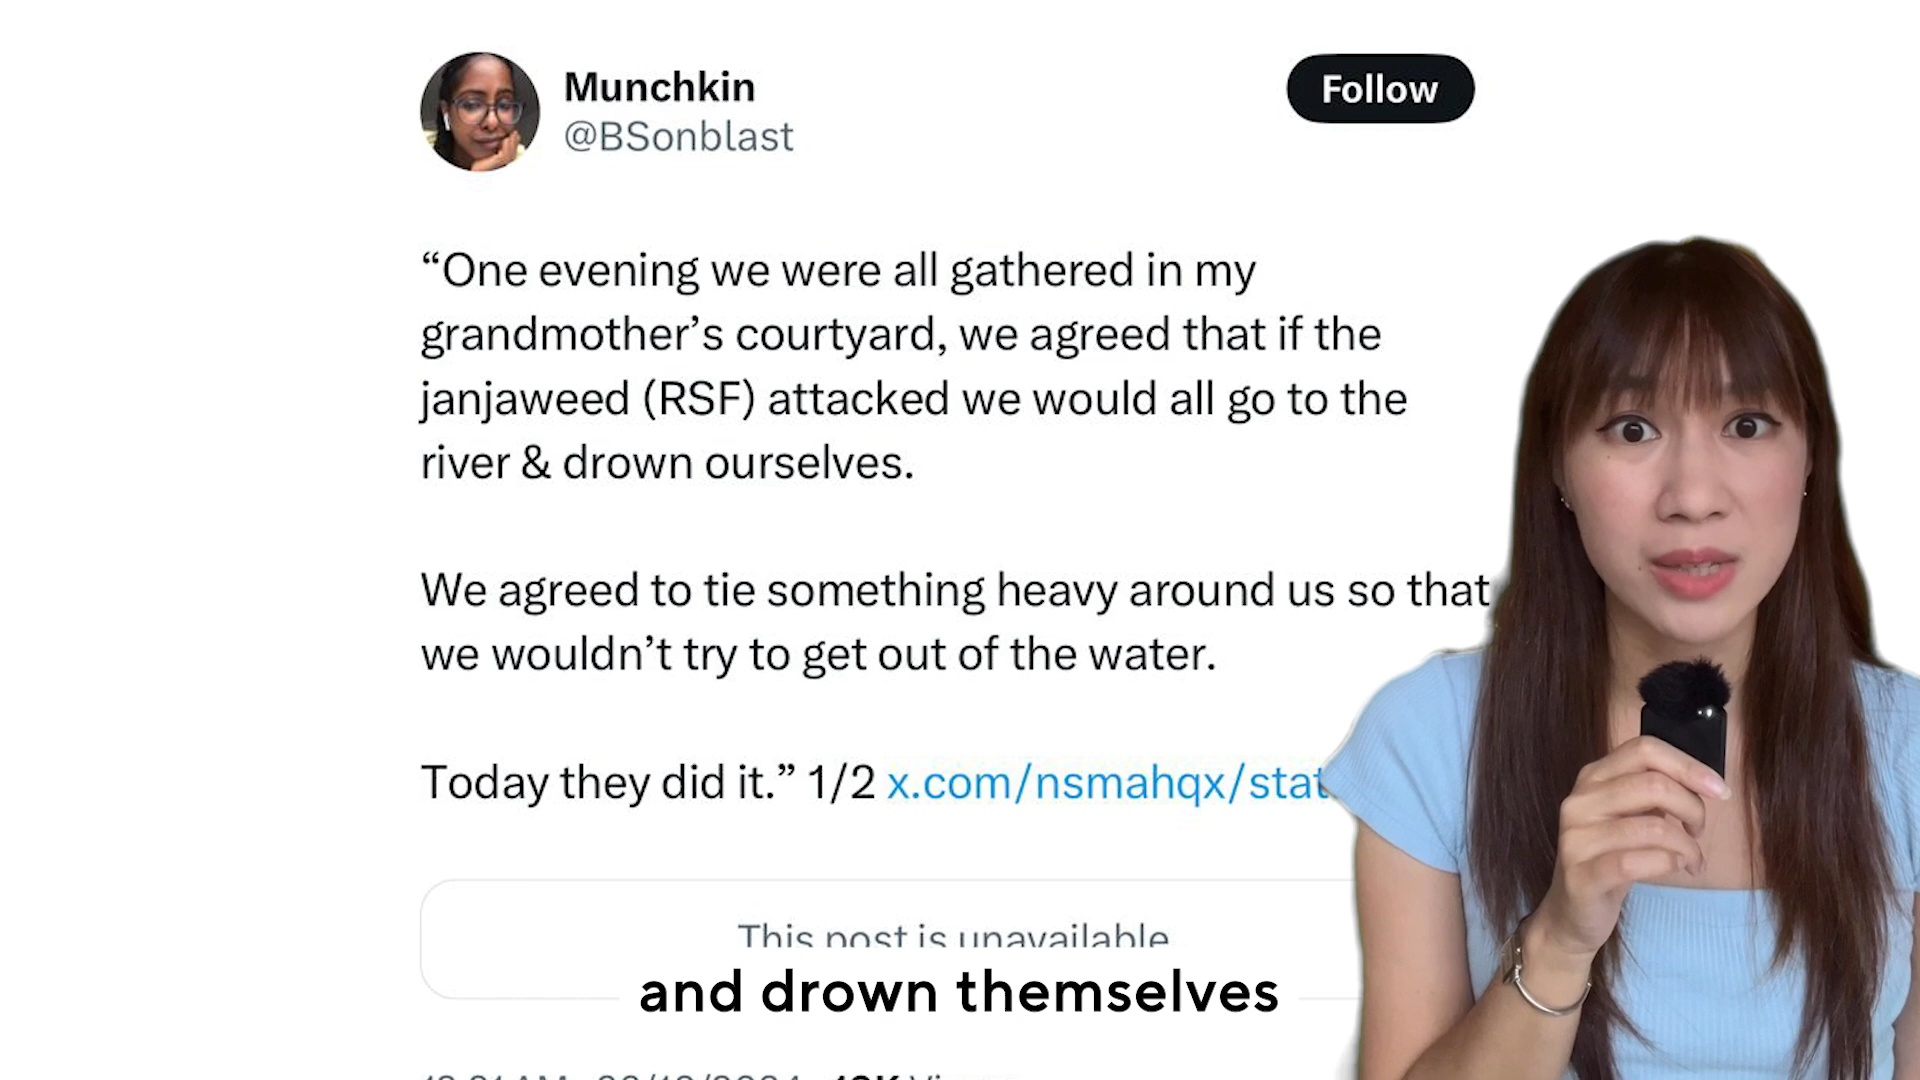 Munchkin
@BSonblast
Follow
“One evening we were all gathered in my
grandmother’s courtyard, we agreed that if the
janjaweed (RSF) attacked we would all go to the
river & drown ourselves.
We agreed to tie something heavy around us so that
we wouldn’t try to get out of the water.
Today they did it.” 1/2 x.com/nsmahqx/stat
This post is unavailable
and drown themselves